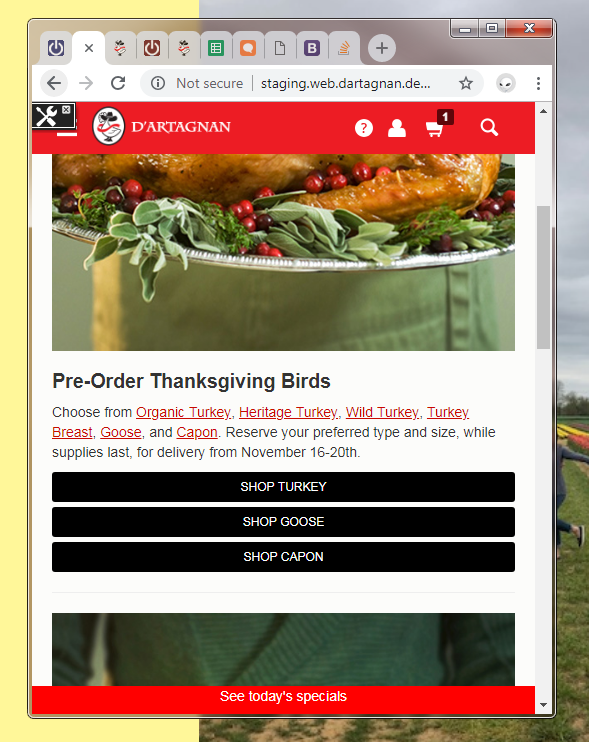 Not secure | staging.web.dartagnan.de...
D'ARTAGNAN
?
1
Pre-Order Thanksgiving Birds
Choose from Organic Turkey, Heritage Turkey, Wild Turkey, Turkey
Breast, Goose, and Capon. Reserve your preferred type and size, while
supplies last, for delivery from November 16-20th.
SHOP TURKEY
SHOP GOOSE
SHOP CAPON
See today's specials